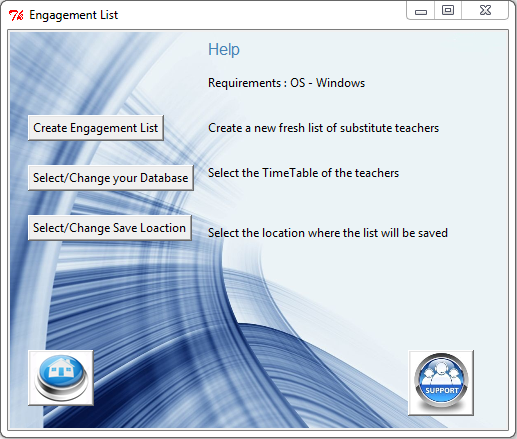 Engagement List
Help
Requirements : OS - Windows
Create Engagement List
Create a new fresh list of substitute teachers
Select/Change your Database
Select the TimeTable of the teachers
Select/Change Save Loaction
Select the location where the list will be saved
SUPPORT